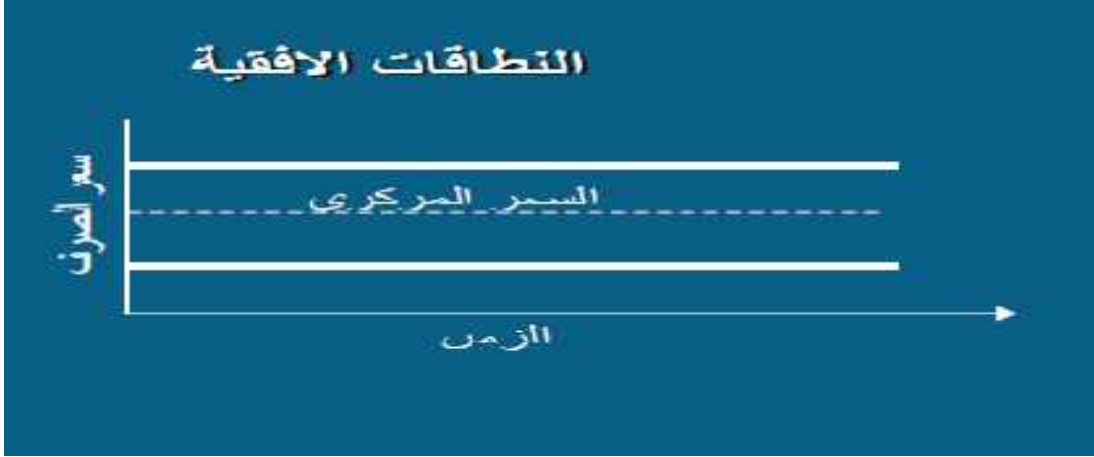 النطاقات الافقية
سعر الصرف
السعر المركزي
الزمن